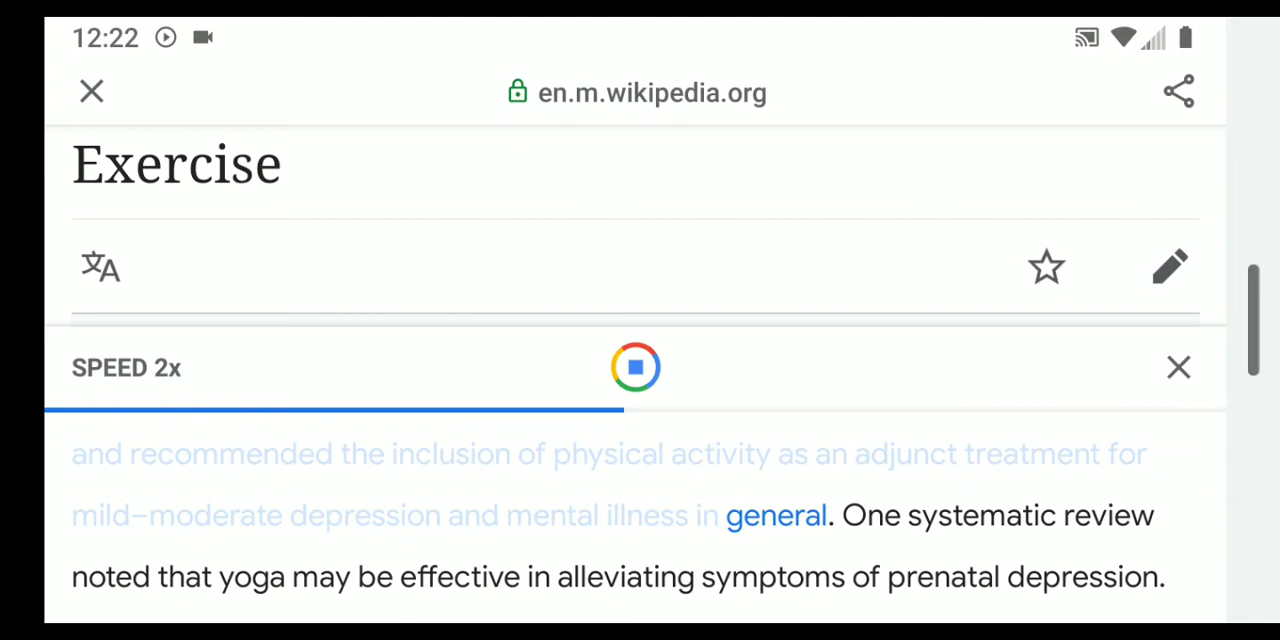 12:22
en.m.wikipedia.org
Exercise
文A
SPEED 2x
and recommended the inclusion of physical activity as an adjunct treatment for
mild–moderate depression and mental illness in general. One systematic review
noted that yoga may be effective in alleviating symptoms of prenatal depression.